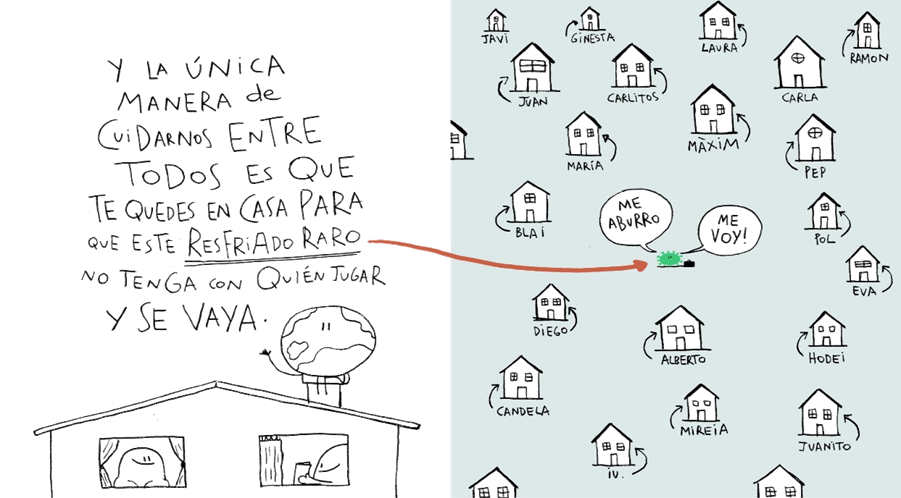 Y LA ÚNICA
MANERA de
CUiDARNOS ENTRE
TODOS ES QUE
TE QUEDES EN CASA PARA
QUE ESTE RESFRiADO RARO
NO TENGA CON QUiÉN JUGAR
Y SE VAYA.
JAVi
GiNESTA
LAURA
RAMON
JUAN
CARLiTOS
CARLA
MARÍA
MÀXiM
PEP
BLAi
ME
ABURRO
ME
VOY!
POL
EVA
DiEGO
ALBERTO
HODEi
CANDELA
MiREiA
JUANiTO
iU.